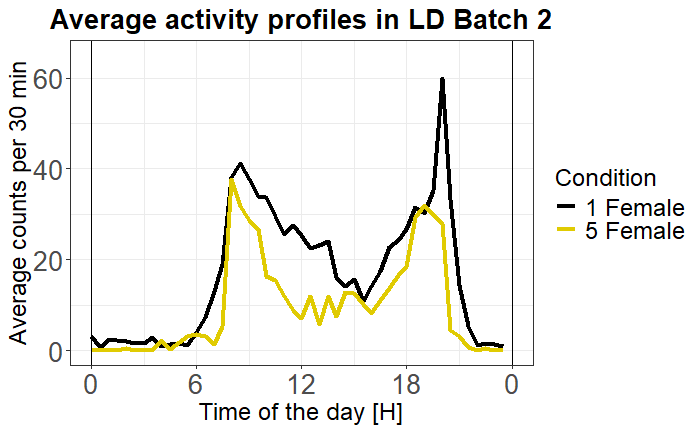 Average activity profiles in LD Batch 2
Average counts per 30 min
60
40
20
0
0 6 12 18 0
Time of the day [H]
Condition
1 Female
5 Female